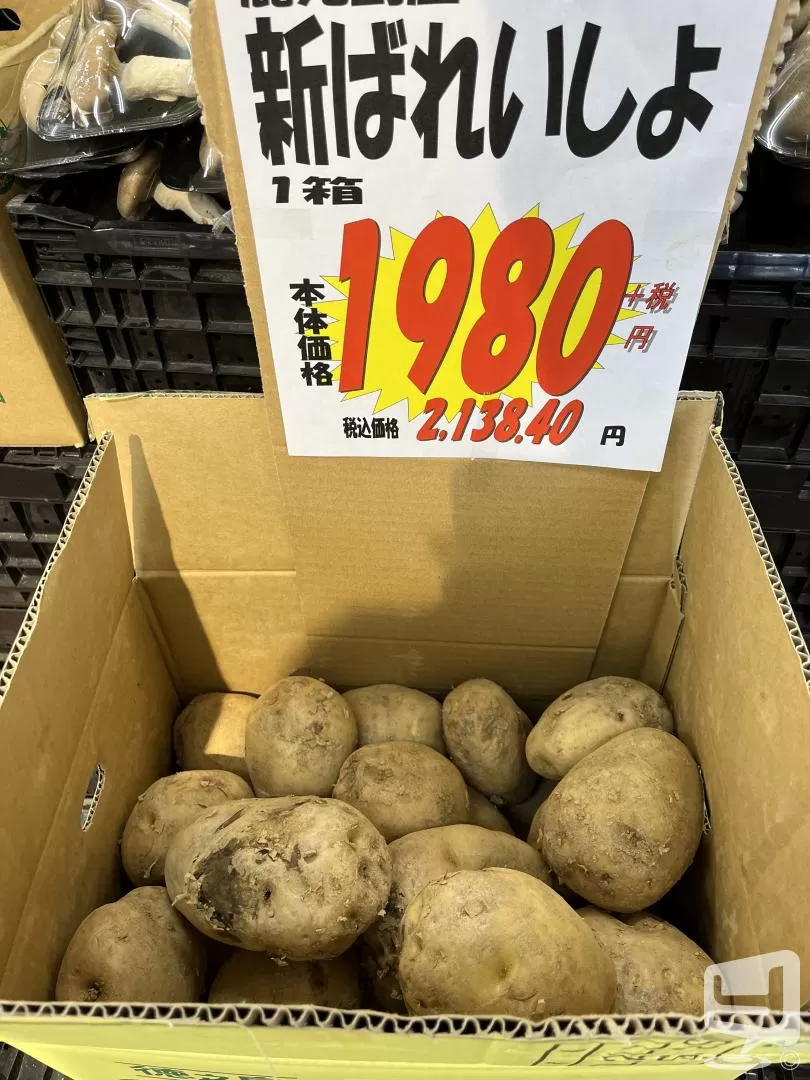 新ばれいしよ
1箱
本体価格
1980
+税
円
税込価格 2,138.40 円